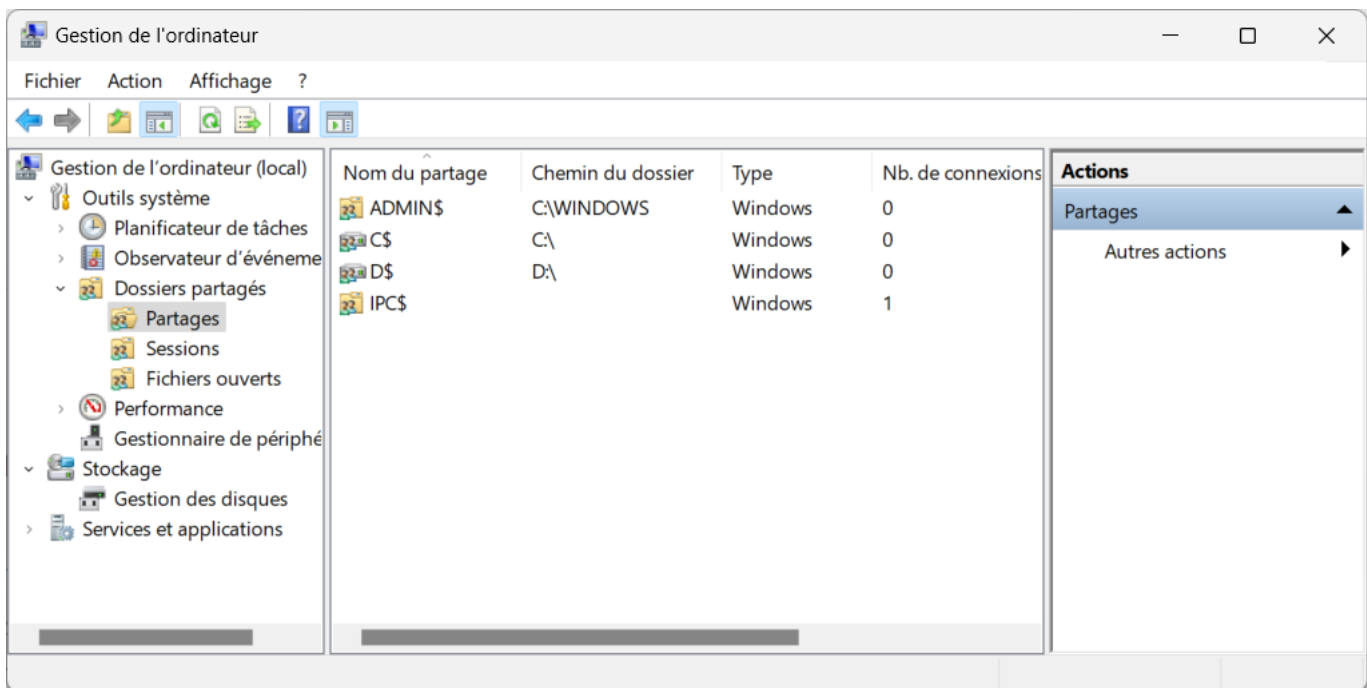 Gestion de l'ordinateur
Fichier Action Affichage ?
Gestion de l'ordinateur (local)
Outils système
Planificateur de tâches
Observateur d'événeme
Dossiers partagés
Partages
Sessions
Fichiers ouverts
Performance
Gestionnaire de périphé
Stockage
Gestion des disques
Services et applications
Nom du partage Chemin du dossier Type Nb. de connexions
ADMIN$ C:\WINDOWS Windows 0
C$ C:\ Windows 0
D$ D:\ Windows 0
IPC$ Windows 1
Actions
Partages
Autres actions